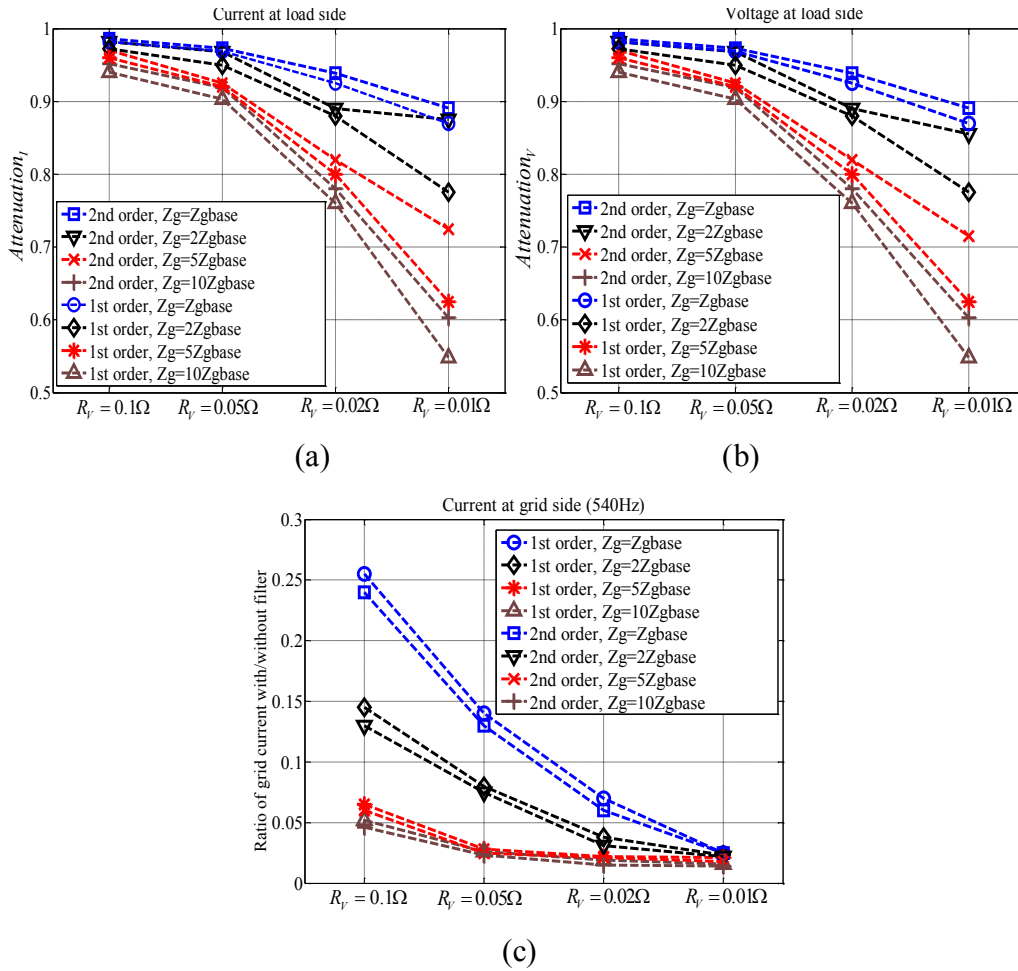 Current at load side
1
0.9
0.8
0.7
0.6
0.5
Attenuation_I
2nd order, Zg=Zgbase
2nd order, Zg=2Zgbase
2nd order, Zg=5Zgbase
2nd order, Zg=10Zgbase
1st order, Zg=Zgbase
1st order, Zg=2Zgbase
1st order, Zg=5Zgbase
1st order, Zg=10Zgbase
R_V = 0.1Ω R_V = 0.05Ω R_V = 0.02Ω R_V = 0.01Ω
(a)
Voltage at load side
1
0.9
0.8
0.7
0.6
0.5
Attenuation_V
2nd order, Zg=Zgbase
2nd order, Zg=2Zgbase
2nd order, Zg=5Zgbase
2nd order, Zg=10Zgbase
1st order, Zg=Zgbase
1st order, Zg=2Zgbase
1st order, Zg=5Zgbase
1st order, Zg=10Zgbase
R_V = 0.1Ω R_V = 0.05Ω R_V = 0.02Ω R_V = 0.01Ω
(b)
Current at grid side (540Hz)
0.3
0.25
0.2
0.15
0.1
0.05
0
Ratio of grid current with/without filter
1st order, Zg=Zgbase
1st order, Zg=2Zgbase
1st order, Zg=5Zgbase
1st order, Zg=10Zgbase
2nd order, Zg=Zgbase
2nd order, Zg=2Zgbase
2nd order, Zg=5Zgbase
2nd order, Zg=10Zgbase
R_V = 0.1Ω R_V = 0.05Ω R_V = 0.02Ω R_V = 0.01Ω
(c)